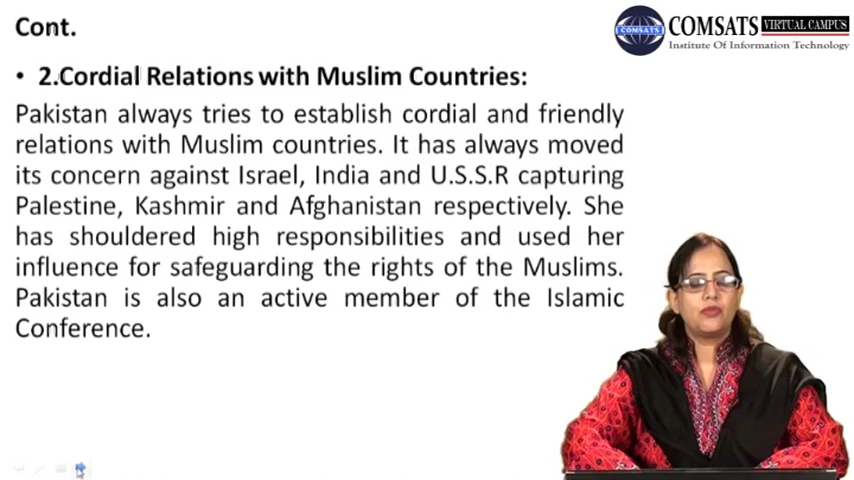 Cont.
COMSATS VIRTUAL CAMPUS
COMSATS
Institute Of Information Technology
• 2.Cordial Relations with Muslim Countries:
Pakistan always tries to establish cordial and friendly
relations with Muslim countries. It has always moved
its concern against Israel, India and U.S.S.R capturing
Palestine, Kashmir and Afghanistan respectively. She
has shouldered high responsibilities and used her
influence for safeguarding the rights of the Muslims.
Pakistan is also an active member of the Islamic
Conference.